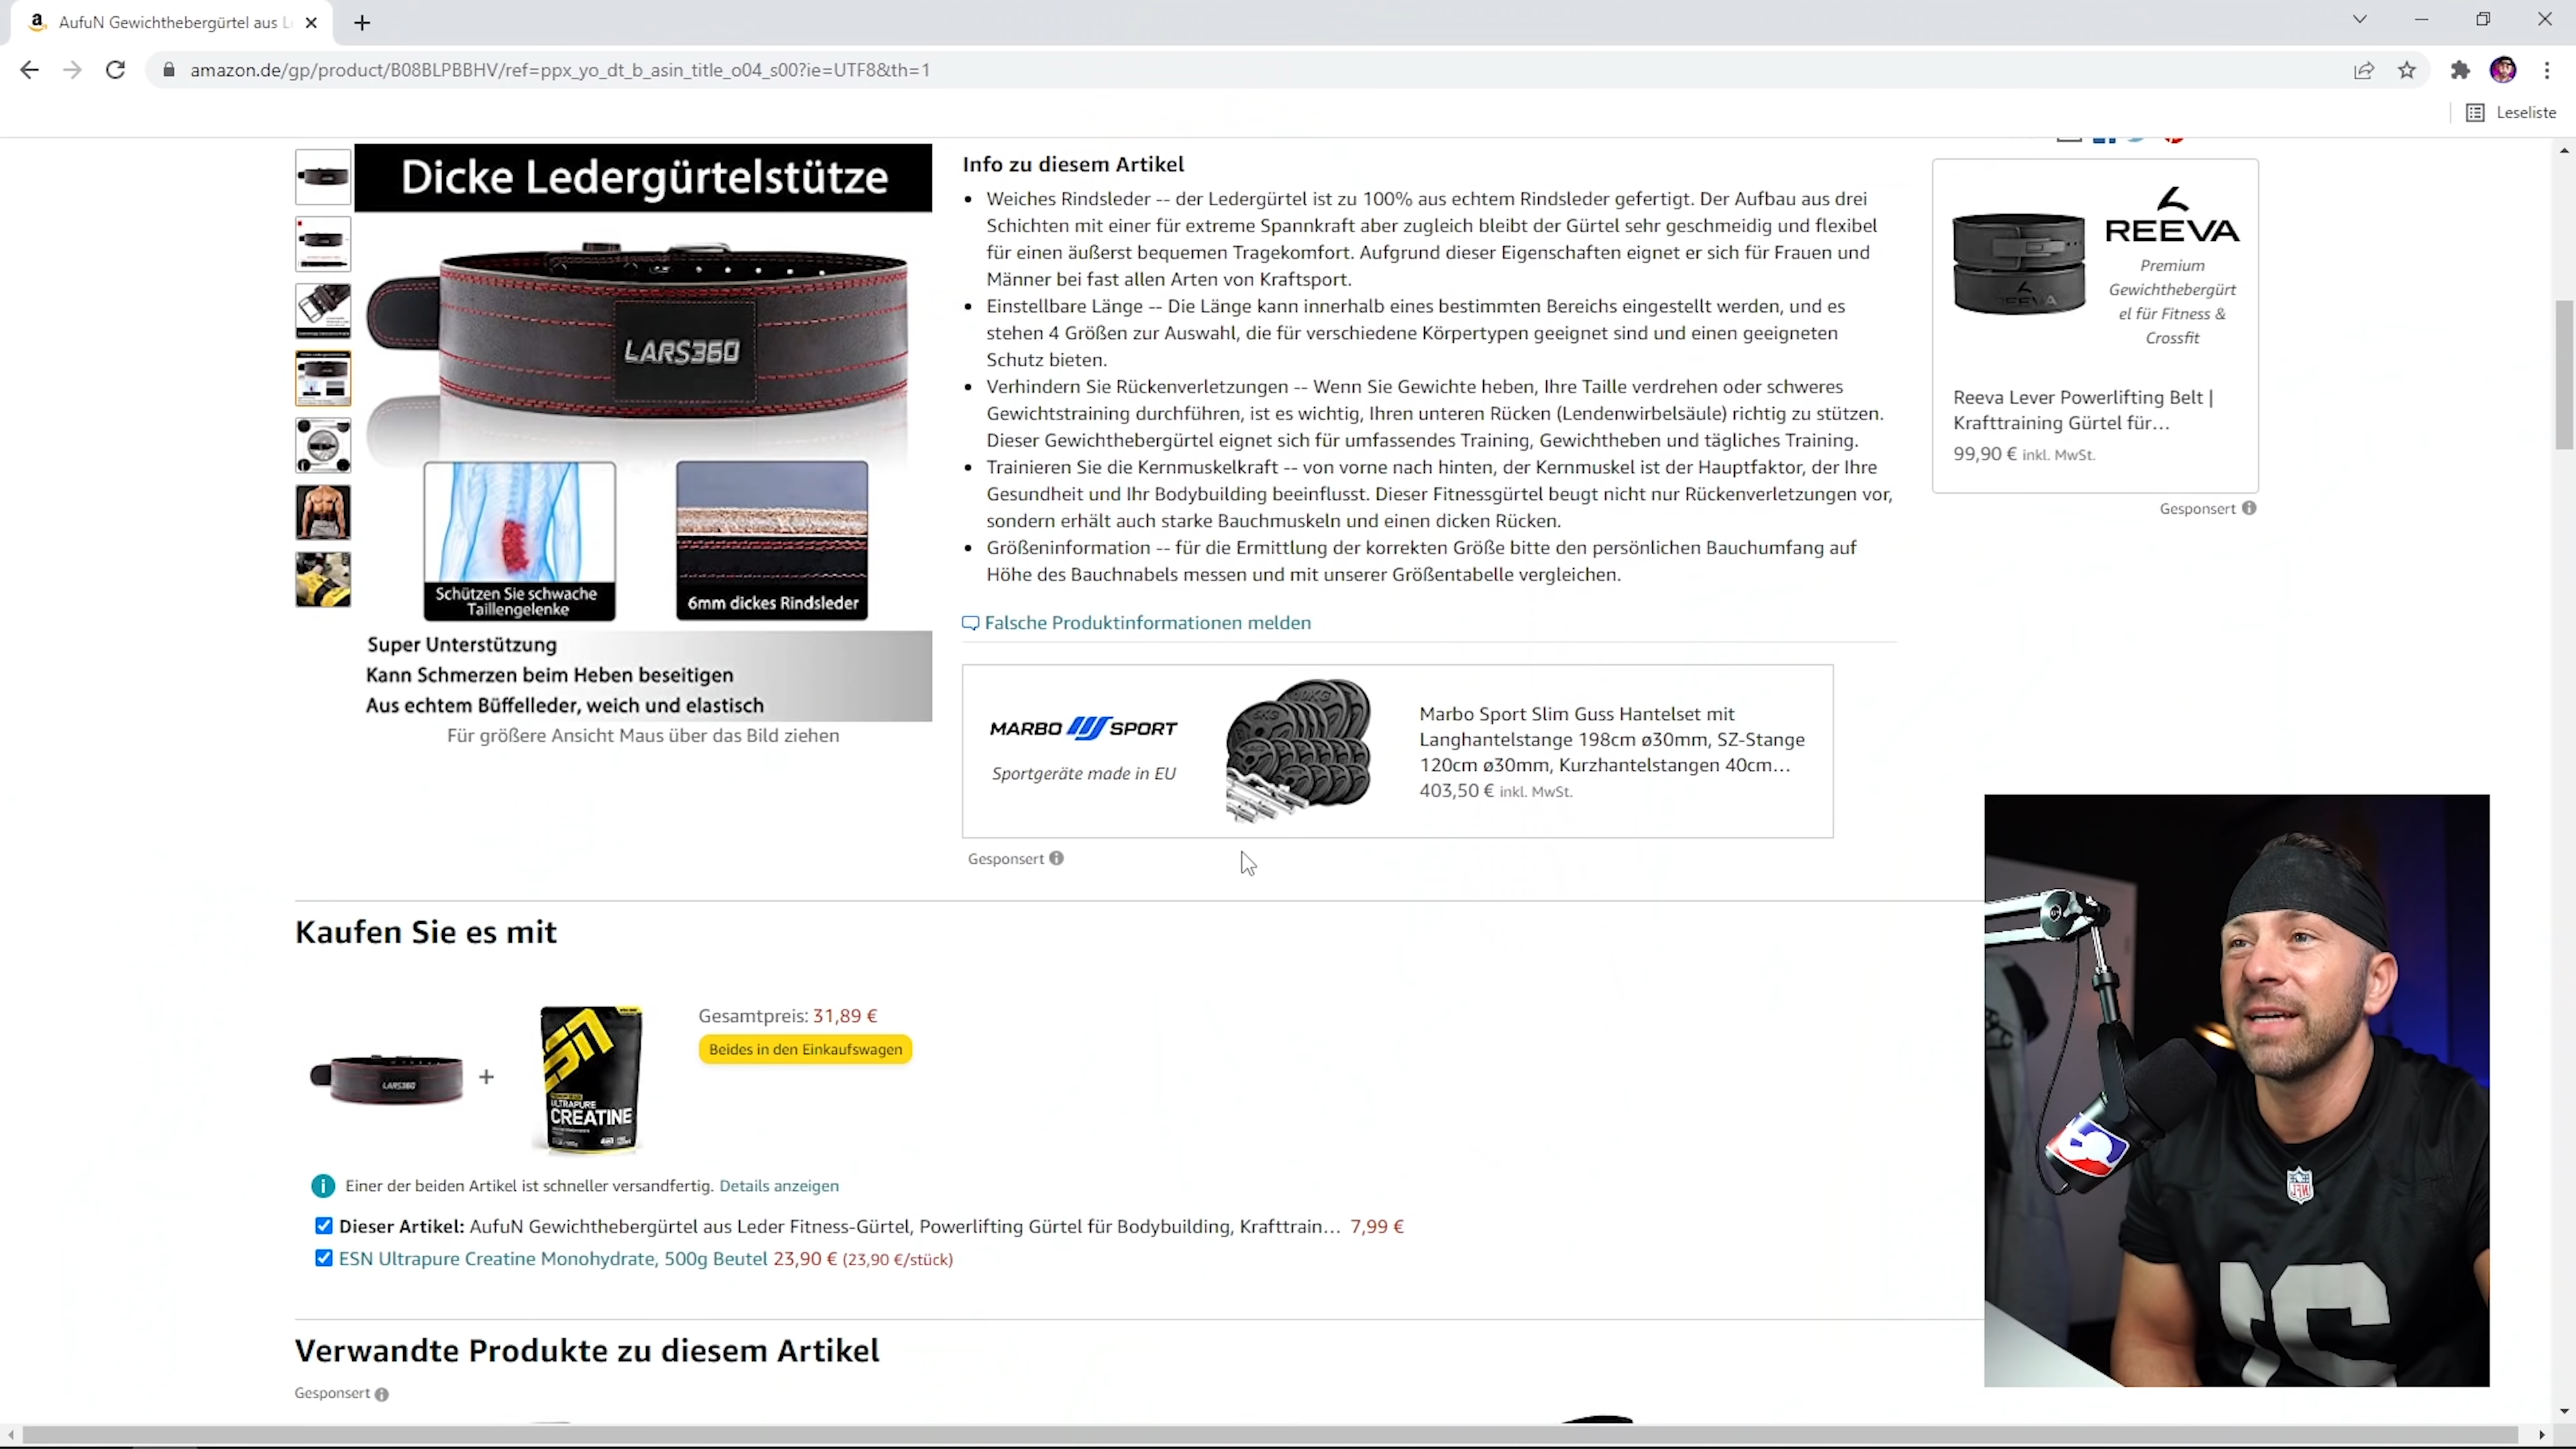 AufuN Gewichthebergürtel aus L
amazon.de/gp/product/B08BLPBBHV/ref=ppx_yo_dt_b_asin_title_o04_s00?ie=UTF8&th=1
Leseliste
Dicke Ledergürtelstütze
LARS360
Schützen Sie schwache
Taillengelenke
6mm dickes Rindsleder
Super Unterstützung
Kann Schmerzen beim Heben beseitigen
Aus echtem Büffelleder, weich und elastisch
Für größere Ansicht Maus über das Bild ziehen
Info zu diesem Artikel
• Weiches Rindsleder -- der Ledergürtel ist zu 100% aus echtem Rindsleder gefertigt. Der Aufbau aus drei
Schichten mit einer für extreme Spannkraft aber zugleich bleibt der Gürtel sehr geschmeidig und flexibel
für einen äußerst bequemen Tragekomfort. Aufgrund dieser Eigenschaften eignet er sich für Frauen und
Männer bei fast allen Arten von Kraftsport.
• Einstellbare Länge -- Die Länge kann innerhalb eines bestimmten Bereichs eingestellt werden, und es
stehen 4 Größen zur Auswahl, die für verschiedene Körpertypen geeignet sind und einen geeigneten
Schutz bieten.
• Verhindern Sie Rückenverletzungen -- Wenn Sie Gewichte heben, Ihre Taille verdrehen oder schweres
Gewichtstraining durchführen, ist es wichtig, Ihren unteren Rücken (Lendenwirbelsäule) richtig zu stützen.
Dieser Gewichthebergürtel eignet sich für umfassendes Training, Gewichtheben und tägliches Training.
• Trainieren Sie die Kernmuskelkraft -- von vorne nach hinten, der Kernmuskel ist der Hauptfaktor, der Ihre
Gesundheit und Ihr Bodybuilding beeinflusst. Dieser Fitnessgürtel beugt nicht nur Rückenverletzungen vor,
sondern erhält auch starke Bauchmuskeln und einen dicken Rücken.
• Größeninformation -- für die Ermittlung der korrekten Größe bitte den persönlichen Bauchumfang auf
Höhe des Bauchnabels messen und mit unserer Größentabelle vergleichen.
Falsche Produktinformationen melden
MARBO SPORT
Sportgeräte made in EU
Marbo Sport Slim Guss Hantelset mit
Langhantelstange 198cm ø30mm, SZ-Stange
120cm ø30mm, Kurzhantelstangen 40cm…
403,50 € inkl. MwSt.
Gesponsert
REEVA
Premium
Gewichthebergürt
el für Fitness &
Crossfit
Reeva Lever Powerlifting Belt |
Krafttraining Gürtel für…
99,90 € inkl. MwSt.
Gesponsert
Kaufen Sie es mit
LARS360
+
ESN
ULTRAPURE
CREATINE
Gesamtpreis: 31,89 €
Beides in den Einkaufswagen
Einer der beiden Artikel ist schneller versandfertig. Details anzeigen
Dieser Artikel: AufuN Gewichthebergürtel aus Leder Fitness-Gürtel, Powerlifting Gürtel für Bodybuilding, Krafttrain… 7,99 €
ESN Ultrapure Creatine Monohydrate, 500g Beutel 23,90 € (23,90 €/stück)
Verwandte Produkte zu diesem Artikel
Gesponsert
NFL